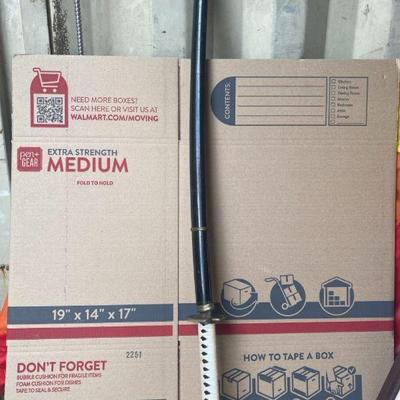 NEED MORE BOXES?
SCAN HERE OR VISIT US AT
WALMART.COM/MOVING
CONTENTS:
Kitchen
Living Room
Dining Room
Master
Bedroom
Attic
Garage
pen+
GEAR
EXTRA STRENGTH
MEDIUM
FOLD TO HOLD
19" x 14" x 17"
DON'T FORGET
BUBBLE CUSHION FOR FRAGILE ITEMS
FOAM CUSHION FOR DISHES
TAPE TO SEAL & SECURE
2251
HOW TO TAPE A BOX